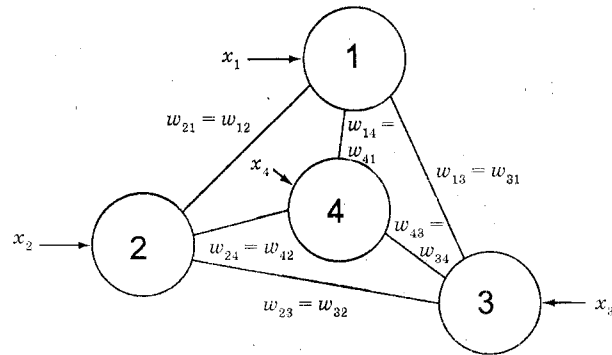 1
x₁
w₂₁ = w₁₂
w₁₄ =
w₄₁
x₄
w₁₃ = w₃₁
4
x₂
2
w₂₄ = w₄₂
w₄₃ =
w₃₄
w₂₃ = w₃₂
3
x₃